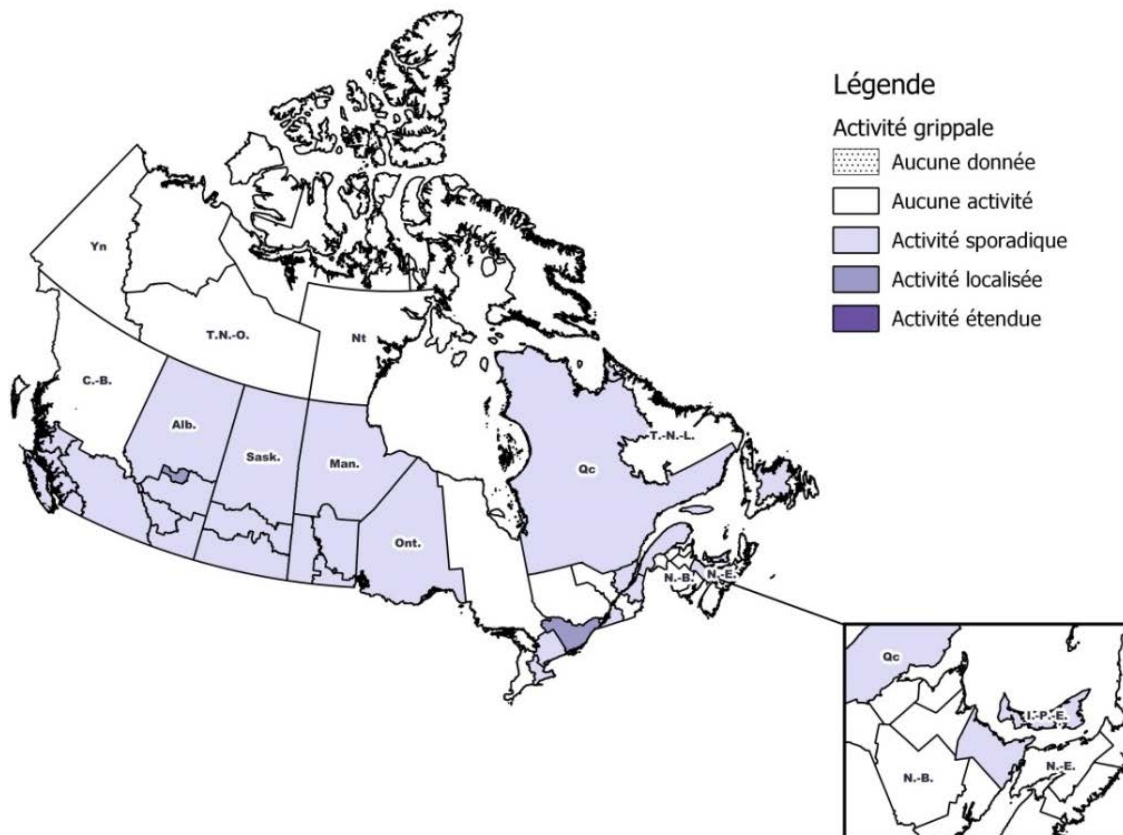 Légende
Activité grippale
Aucune donnée
Aucune activité
Activité sporadique
Activité localisée
Activité étendue
Yn
T.N.-O.
Nt
C.-B.
Alb.
Sask.
Man.
Ont.
Qc
T.-N.-L.
N.-B.
N.-E.
Qc
I.-P.-E.
N.-B.
N.-E.